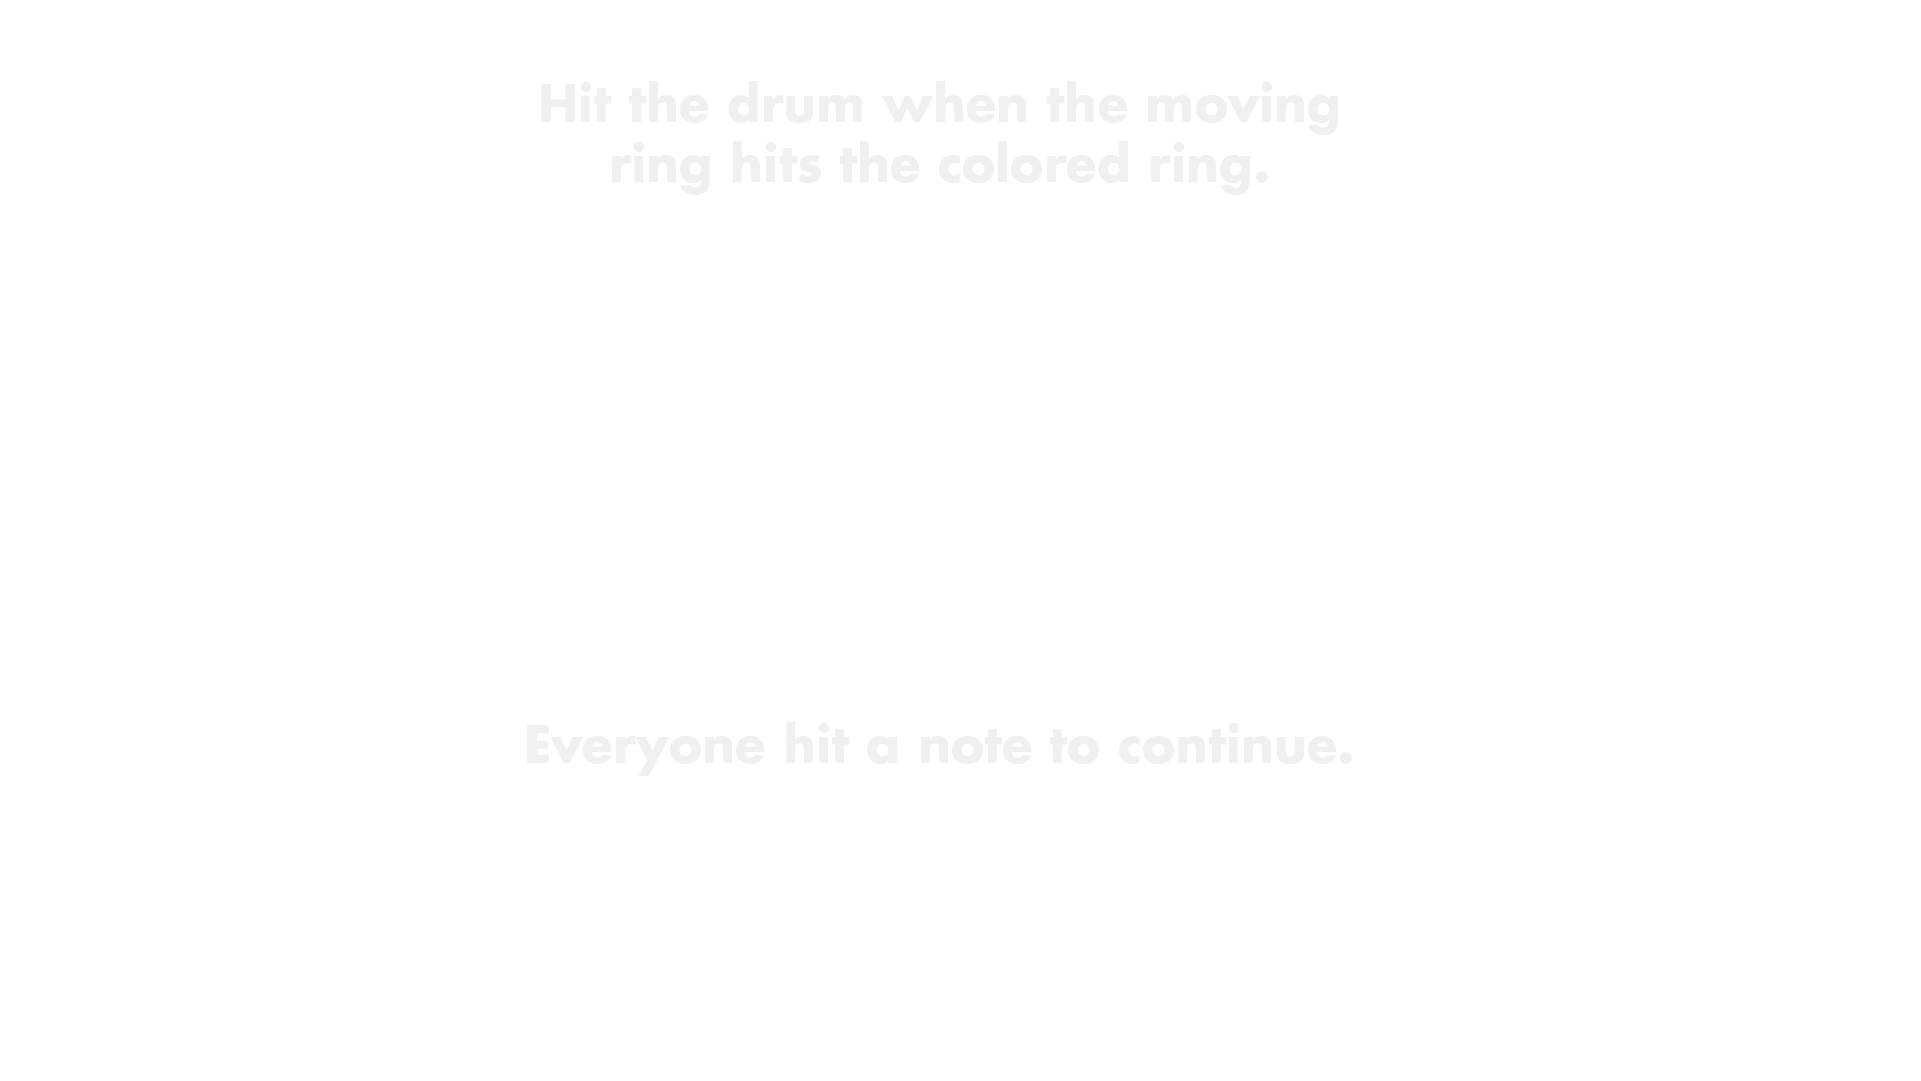 Hit the drum when the moving
ring hits the colored ring.
Everyone hit a note to continue.